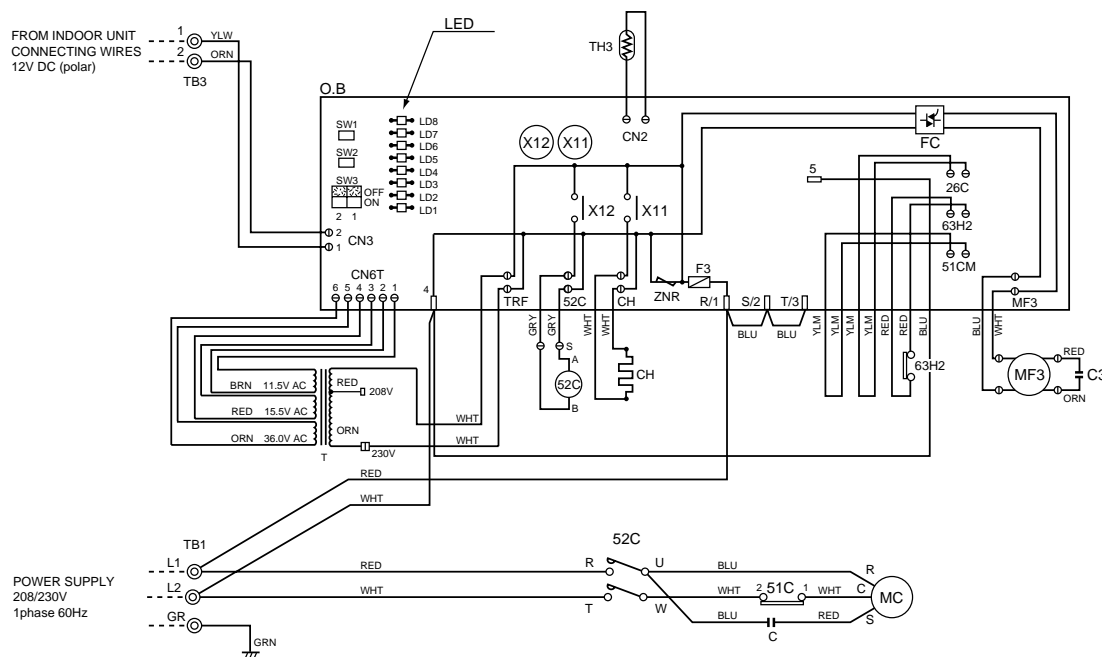 LED
FROM INDOOR UNIT
CONNECTING WIRES
12V DC (polar)
1
YLW
2
ORN
TB3
TH3
O.B
SW1
SW2
SW3
OFF
ON
2 1
LD8
LD7
LD6
LD5
LD4
LD3
LD2
LD1
X12
X11
CN2
FC
5
26C
63H2
51CM
X12
X11
2
1
CN3
CN6T
6 5 4 3 2 1
4
TRF
52C
CH
ZNR
F3
R/1
S/2
T/3
MF3
GRY
GRY
WHT
WHT
BLU
BLU
YLM
YLM
YLM
YLM
RED
RED
BLU
BLU
WHT
S
A
52C
B
CH
63H2
MF3
RED
C3
ORN
BRN 11.5V AC
RED 15.5V AC
ORN 36.0V AC
T
RED
208V
ORN
230V
WHT
WHT
RED
WHT
TB1
POWER SUPPLY
208/230V
1phase 60Hz
L1
L2
GR
GRN
RED
WHT
52C
R
U
T
W
BLU
WHT
2
51C
1
WHT
BLU
C
RED
R
C
S
MC